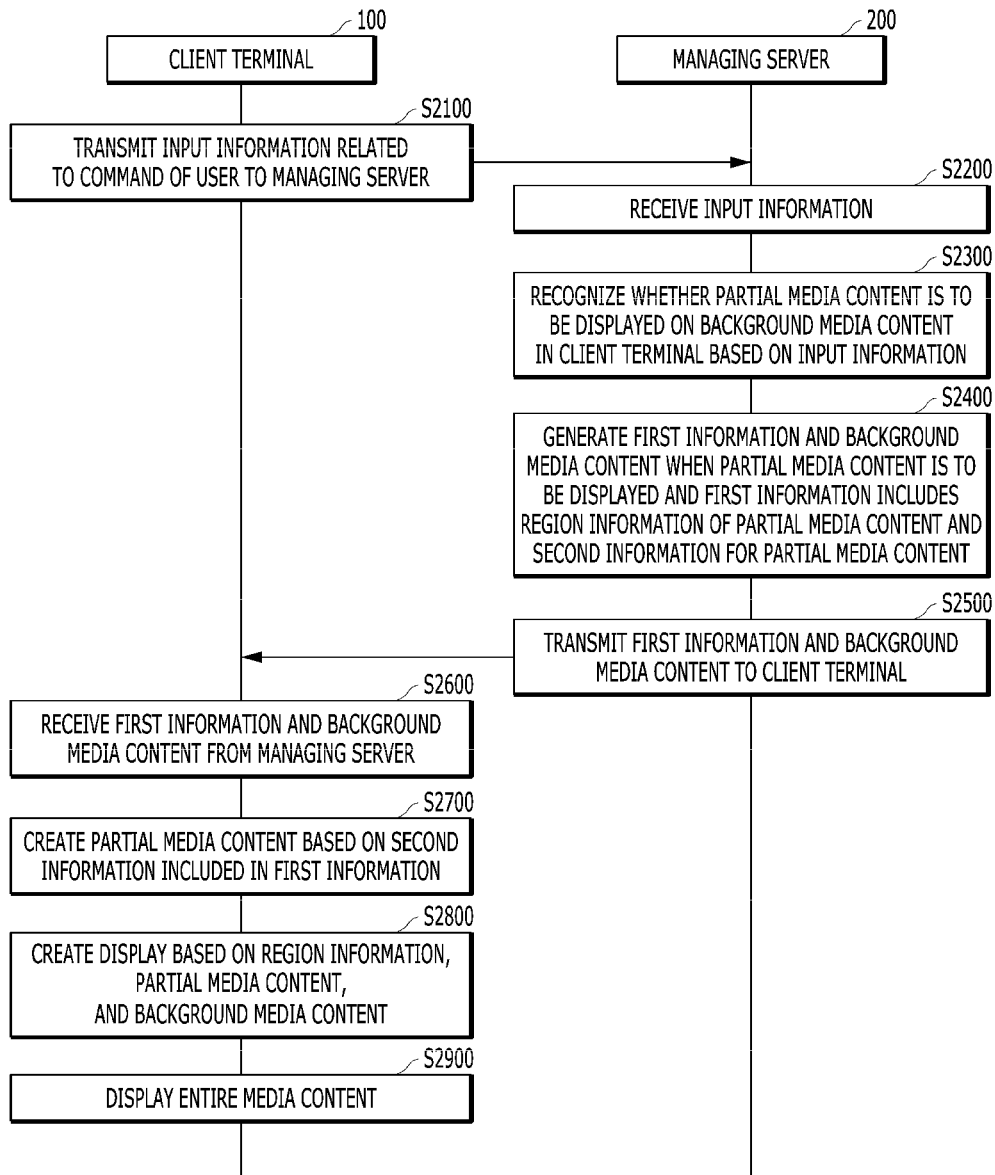 100
CLIENT TERMINAL
200
MANAGING SERVER
S2100
TRANSMIT INPUT INFORMATION RELATED
TO COMMAND OF USER TO MANAGING SERVER
S2200
RECEIVE INPUT INFORMATION
S2300
RECOGNIZE WHETHER PARTIAL MEDIA CONTENT IS TO
BE DISPLAYED ON BACKGROUND MEDIA CONTENT
IN CLIENT TERMINAL BASED ON INPUT INFORMATION
S2400
GENERATE FIRST INFORMATION AND BACKGROUND
MEDIA CONTENT WHEN PARTIAL MEDIA CONTENT IS TO
BE DISPLAYED AND FIRST INFORMATION INCLUDES
REGION INFORMATION OF PARTIAL MEDIA CONTENT AND
SECOND INFORMATION FOR PARTIAL MEDIA CONTENT
S2500
TRANSMIT FIRST INFORMATION AND BACKGROUND
MEDIA CONTENT TO CLIENT TERMINAL
S2600
RECEIVE FIRST INFORMATION AND BACKGROUND
MEDIA CONTENT FROM MANAGING SERVER
S2700
CREATE PARTIAL MEDIA CONTENT BASED ON SECOND
INFORMATION INCLUDED IN FIRST INFORMATION
S2800
CREATE DISPLAY BASED ON REGION INFORMATION,
PARTIAL MEDIA CONTENT,
AND BACKGROUND MEDIA CONTENT
S2900
DISPLAY ENTIRE MEDIA CONTENT